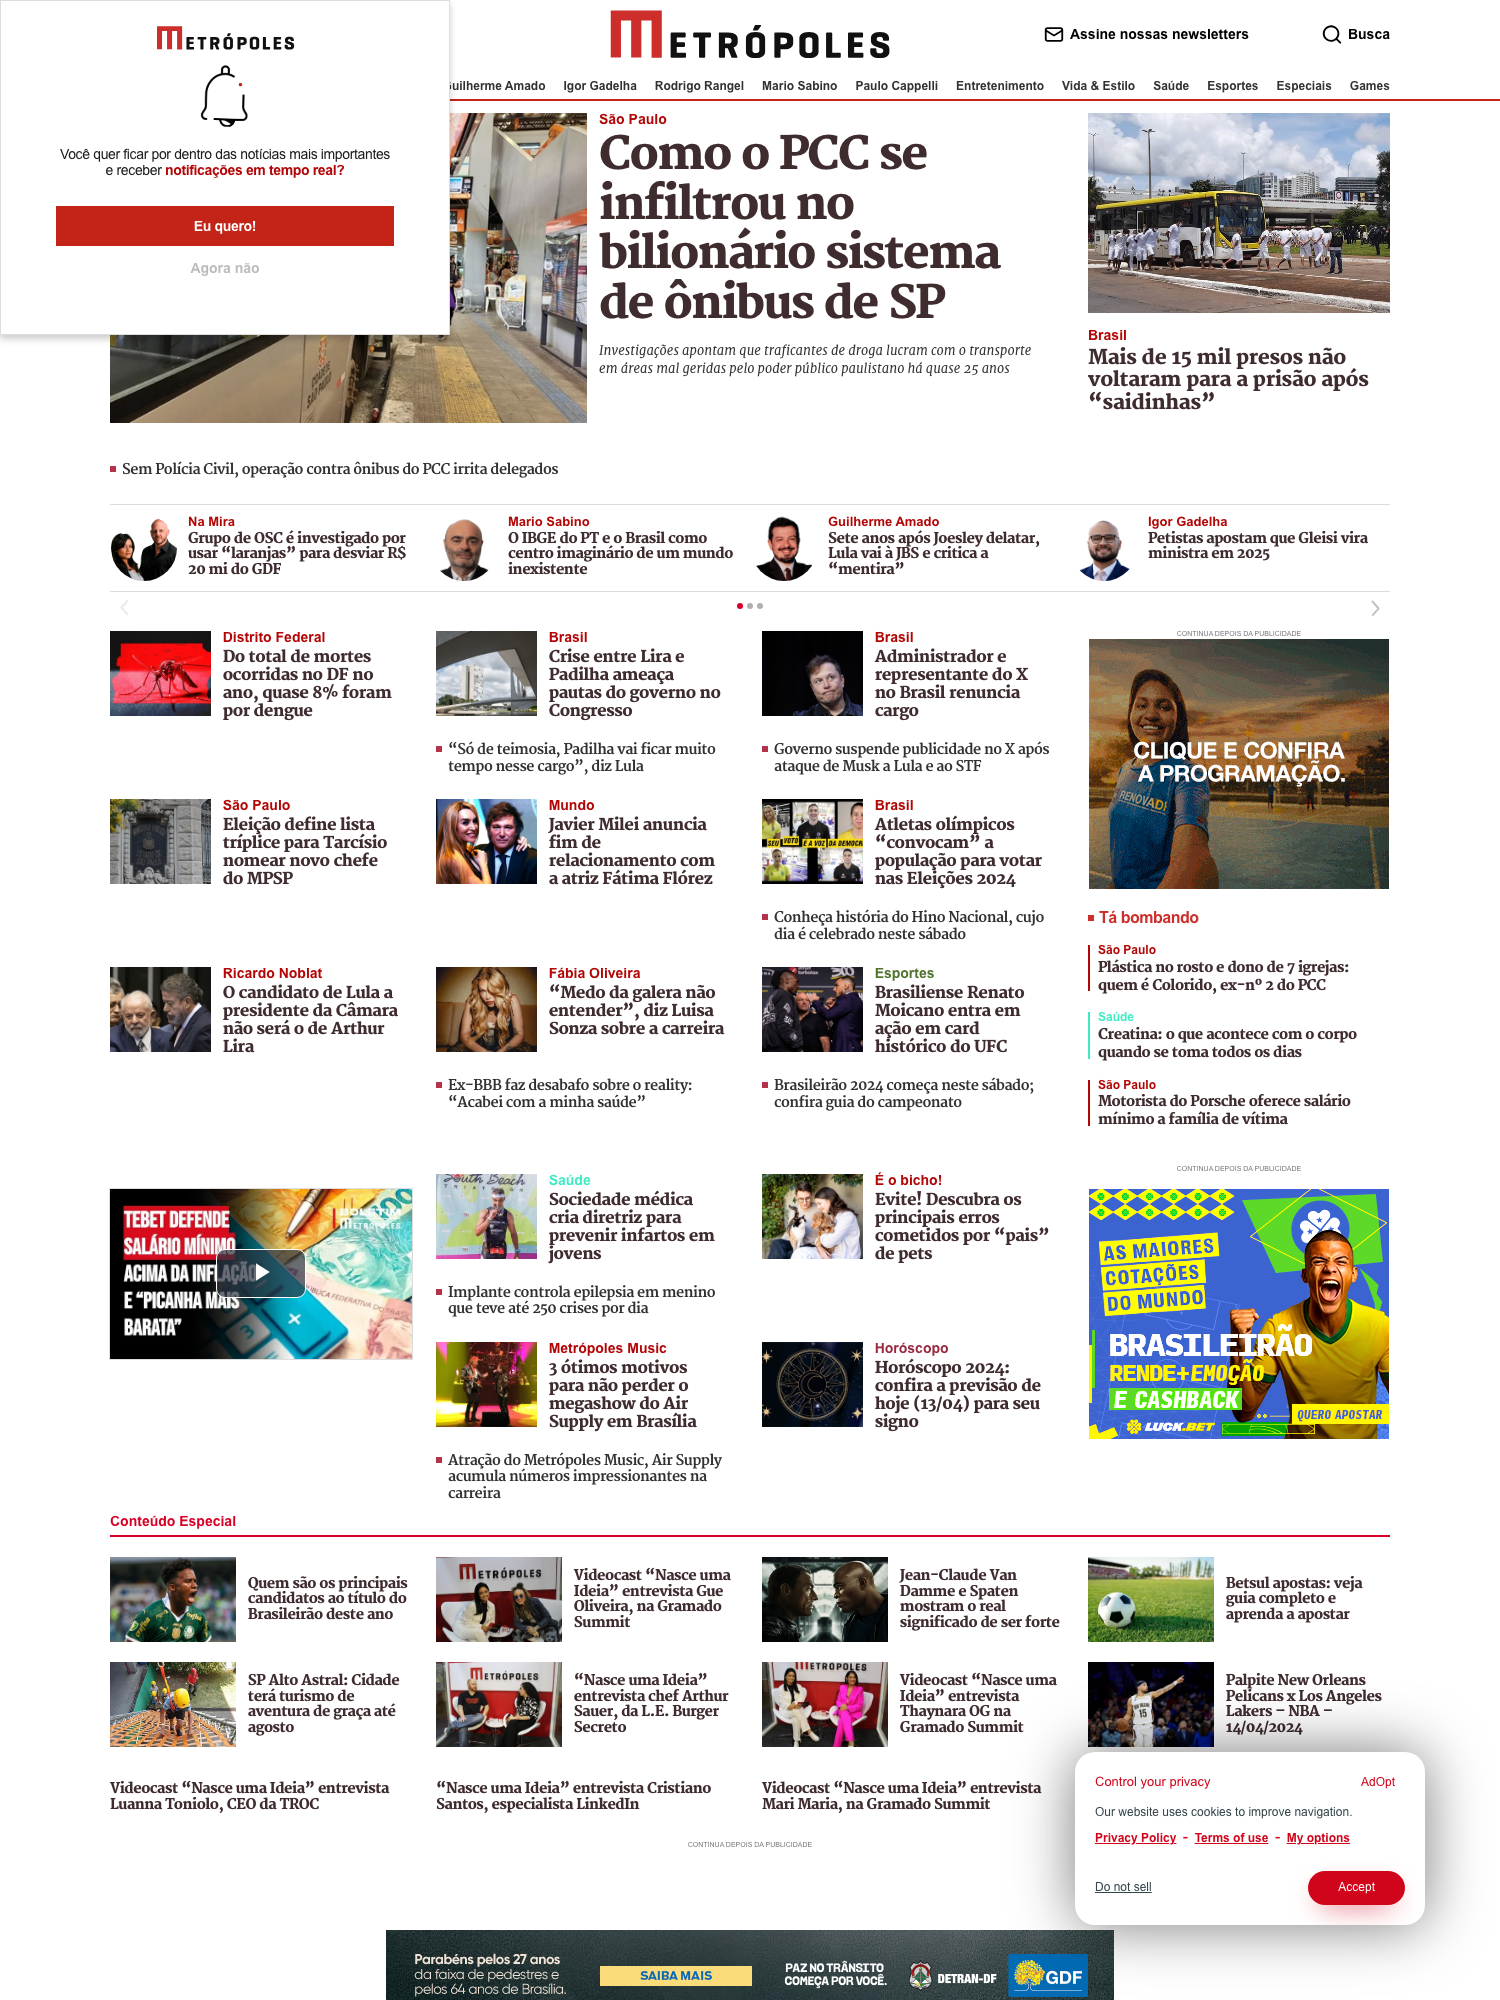 METRÓPOLES
Você quer ficar por dentro das notícias mais importantes
e receber notificações em tempo real?
Eu quero!
Agora não
METRÓPOLES
Assine nossas newsletters
Busca
Guilherme Amado Igor Gadelha Rodrigo Rangel Mario Sabino Paulo Cappelli Entretenimento Vida & Estilo Saúde Esportes Especiais Games
São Paulo
Como o PCC se
infiltrou no
bilionário sistema
de ônibus de SP
Investigações apontam que traficantes de droga lucram com o transporte
em áreas mal geridas pelo poder público paulistano há quase 25 anos
Brasil
Mais de 15 mil presos não
voltaram para a prisão após
“saidinhas”
Sem Polícia Civil, operação contra ônibus do PCC irrita delegados
Na Mira
Grupo de OSC é investigado por
usar “laranjas” para desviar R$
20 mi do GDF
Mario Sabino
O IBGE do PT e o Brasil como
centro imaginário de um mundo
inexistente
Guilherme Amado
Sete anos após Joesley delatar,
Lula vai à JBS e critica a
“mentira”
Igor Gadelha
Petistas apostam que Gleisi vira
ministra em 2025
Distrito Federal
Do total de mortes
ocorridas no DF no
ano, quase 8% foram
por dengue
Brasil
Crise entre Lira e
Padilha ameaça
pautas do governo no
Congresso
“Só de teimosia, Padilha vai ficar muito
tempo nesse cargo”, diz Lula
Brasil
Administrador e
representante do X
no Brasil renuncia
cargo
Governo suspende publicidade no X após
ataque de Musk a Lula e ao STF
CONTINUA DEPOIS DA PUBLICIDADE
CLIQUE E CONFIRA
A PROGRAMAÇÃO.
RENOVADF
São Paulo
Eleição define lista
tríplice para Tarcísio
nomear novo chefe
do MPSP
Mundo
Javier Milei anuncia
fim de
relacionamento com
a atriz Fátima Flórez
SEU VOTO É A VOZ DA DEMOCR
Brasil
Atletas olímpicos
“convocam” a
população para votar
nas Eleições 2024
Conheça história do Hino Nacional, cujo
dia é celebrado neste sábado
Tá bombando
São Paulo
Plástica no rosto e dono de 7 igrejas:
quem é Colorido, ex-nº 2 do PCC
Saúde
Creatina: o que acontece com o corpo
quando se toma todos os dias
São Paulo
Motorista do Porsche oferece salário
mínimo a família de vítima
Ricardo Noblat
O candidato de Lula a
presidente da Câmara
não será o de Arthur
Lira
Fábia Oliveira
“Medo da galera não
entender”, diz Luisa
Sonza sobre a carreira
Ex-BBB faz desabafo sobre o reality:
“Acabei com a minha saúde”
Esportes
Brasiliense Renato
Moicano entra em
ação em card
histórico do UFC
Brasileirão 2024 começa neste sábado;
confira guia do campeonato
CONTINUA DEPOIS DA PUBLICIDADE
TEBET DEFENDE
SALÁRIO MÍNIMO
ACIMA DA INFLAÇÃO
E “PICANHA MAIS
BARATA”
BOLETIM
METRÓPOLES
South Beach
TRIATHLON
Saúde
Sociedade médica
cria diretriz para
prevenir infartos em
jovens
Implante controla epilepsia em menino
que teve até 250 crises por dia
É o bicho!
Evite! Descubra os
principais erros
cometidos por “pais”
de pets
AS MAIORES
COTAÇÕES
DO MUNDO
BRASILEIRÃO
RENDE+EMOÇÃO
E CASHBACK
LUCK.BET
QUERO APOSTAR
Metrópoles Music
3 ótimos motivos
para não perder o
megashow do Air
Supply em Brasília
Atração do Metrópoles Music, Air Supply
acumula números impressionantes na
carreira
Horóscopo
Horóscopo 2024:
confira a previsão de
hoje (13/04) para seu
signo
Conteúdo Especial
Quem são os principais
candidatos ao título do
Brasileirão deste ano
METRÓPOLES
Videocast “Nasce uma
Ideia” entrevista Gue
Oliveira, na Gramado
Summit
Jean-Claude Van
Damme e Spaten
mostram o real
significado de ser forte
Betsul apostas: veja
guia completo e
aprenda a apostar
SP Alto Astral: Cidade
terá turismo de
aventura de graça até
agosto
METRÓPOLES
“Nasce uma Ideia”
entrevista chef Arthur
Sauer, da L.E. Burger
Secreto
METRÓPOLES
Videocast “Nasce uma
Ideia” entrevista
Thaynara OG na
Gramado Summit
15
Palpite New Orleans
Pelicans x Los Angeles
Lakers – NBA –
14/04/2024
Videocast “Nasce uma Ideia” entrevista
Luanna Toniolo, CEO da TROC
“Nasce uma Ideia” entrevista Cristiano
Santos, especialista LinkedIn
Videocast “Nasce uma Ideia” entrevista
Mari Maria, na Gramado Summit
CONTINUA DEPOIS DA PUBLICIDADE
Control your privacy
AdOpt
Our website uses cookies to improve navigation.
Privacy Policy - Terms of use - My options
Do not sell
Accept
Parabéns pelos 27 anos
da faixa de pedestres e
pelos 64 anos de Brasília.
SAIBA MAIS
PAZ NO TRÂNSITO
COMEÇA POR VOCÊ.
DETRAN-DF
GDF